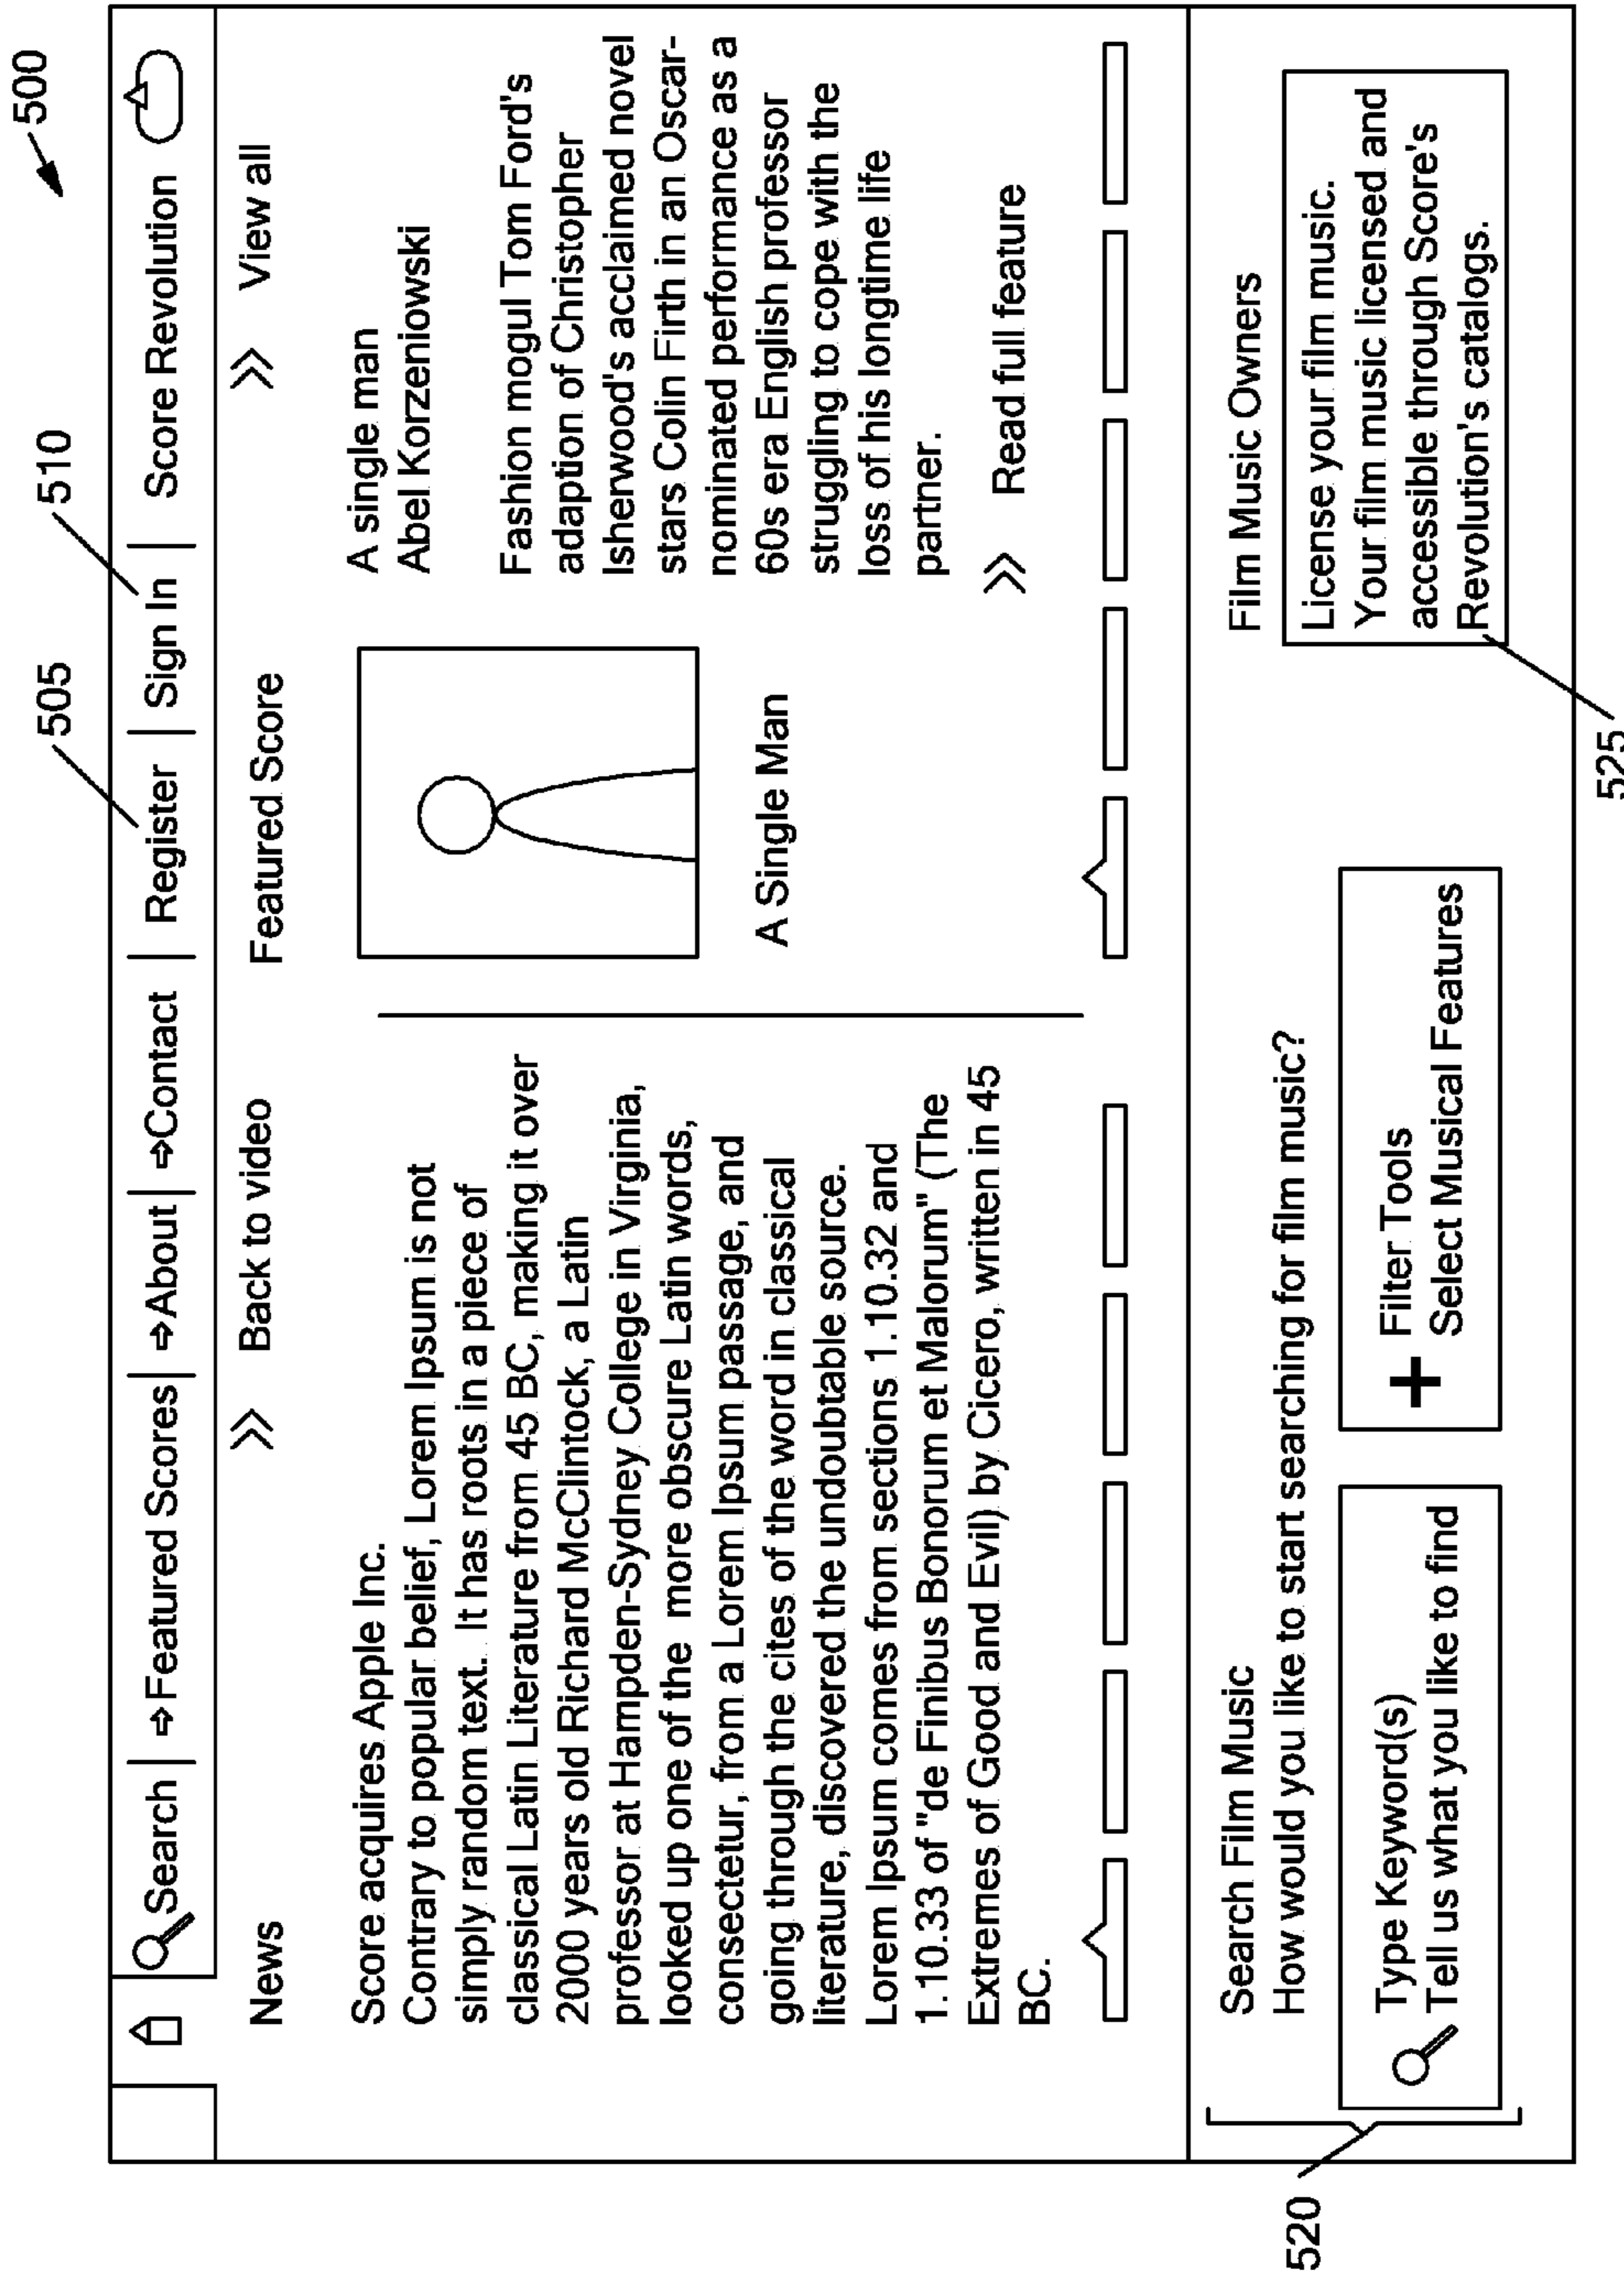 500
505
510
Search | ⇨Featured Scores | ⇨About | ⇨Contact | Register | Sign In | Score Revolution
News
>> Back to video
Score acquires Apple Inc.
Contrary to popular belief, Lorem Ipsum is not
simply random text. It has roots in a piece of
classical Latin Literature from 45 BC, making it over
2000 years old Richard McClintock, a Latin
professor at Hampden-Sydney College in Virginia,
looked up one of the more obscure Latin words,
consectetur, from a Lorem Ipsum passage, and
going through the cites of the word in classical
literature, discovered the undoubtable source.
Lorem Ipsum comes from sections 1.10.32 and
1.10.33 of "de Finibus Bonorum et Malorum" (The
Extremes of Good and Evil) by Cicero, written in 45
BC.
Featured Score
>> View all
A Single Man
A single man
Abel Korzeniowski
Fashion mogul Tom Ford's
adaption of Christopher
Isherwood's acclaimed novel
stars Colin Firth in an Oscar-
nominated performance as a
60s era English professor
struggling to cope with the
loss of his longtime life
partner.
>> Read full feature
Search Film Music
How would you like to start searching for film music?
Type Keyword(s)
Tell us what you like to find
+ Filter Tools
Select Musical Features
Film Music Owners
License your film music.
Your film music licensed and
accessible through Score's
Revolution's catalogs.
520
525